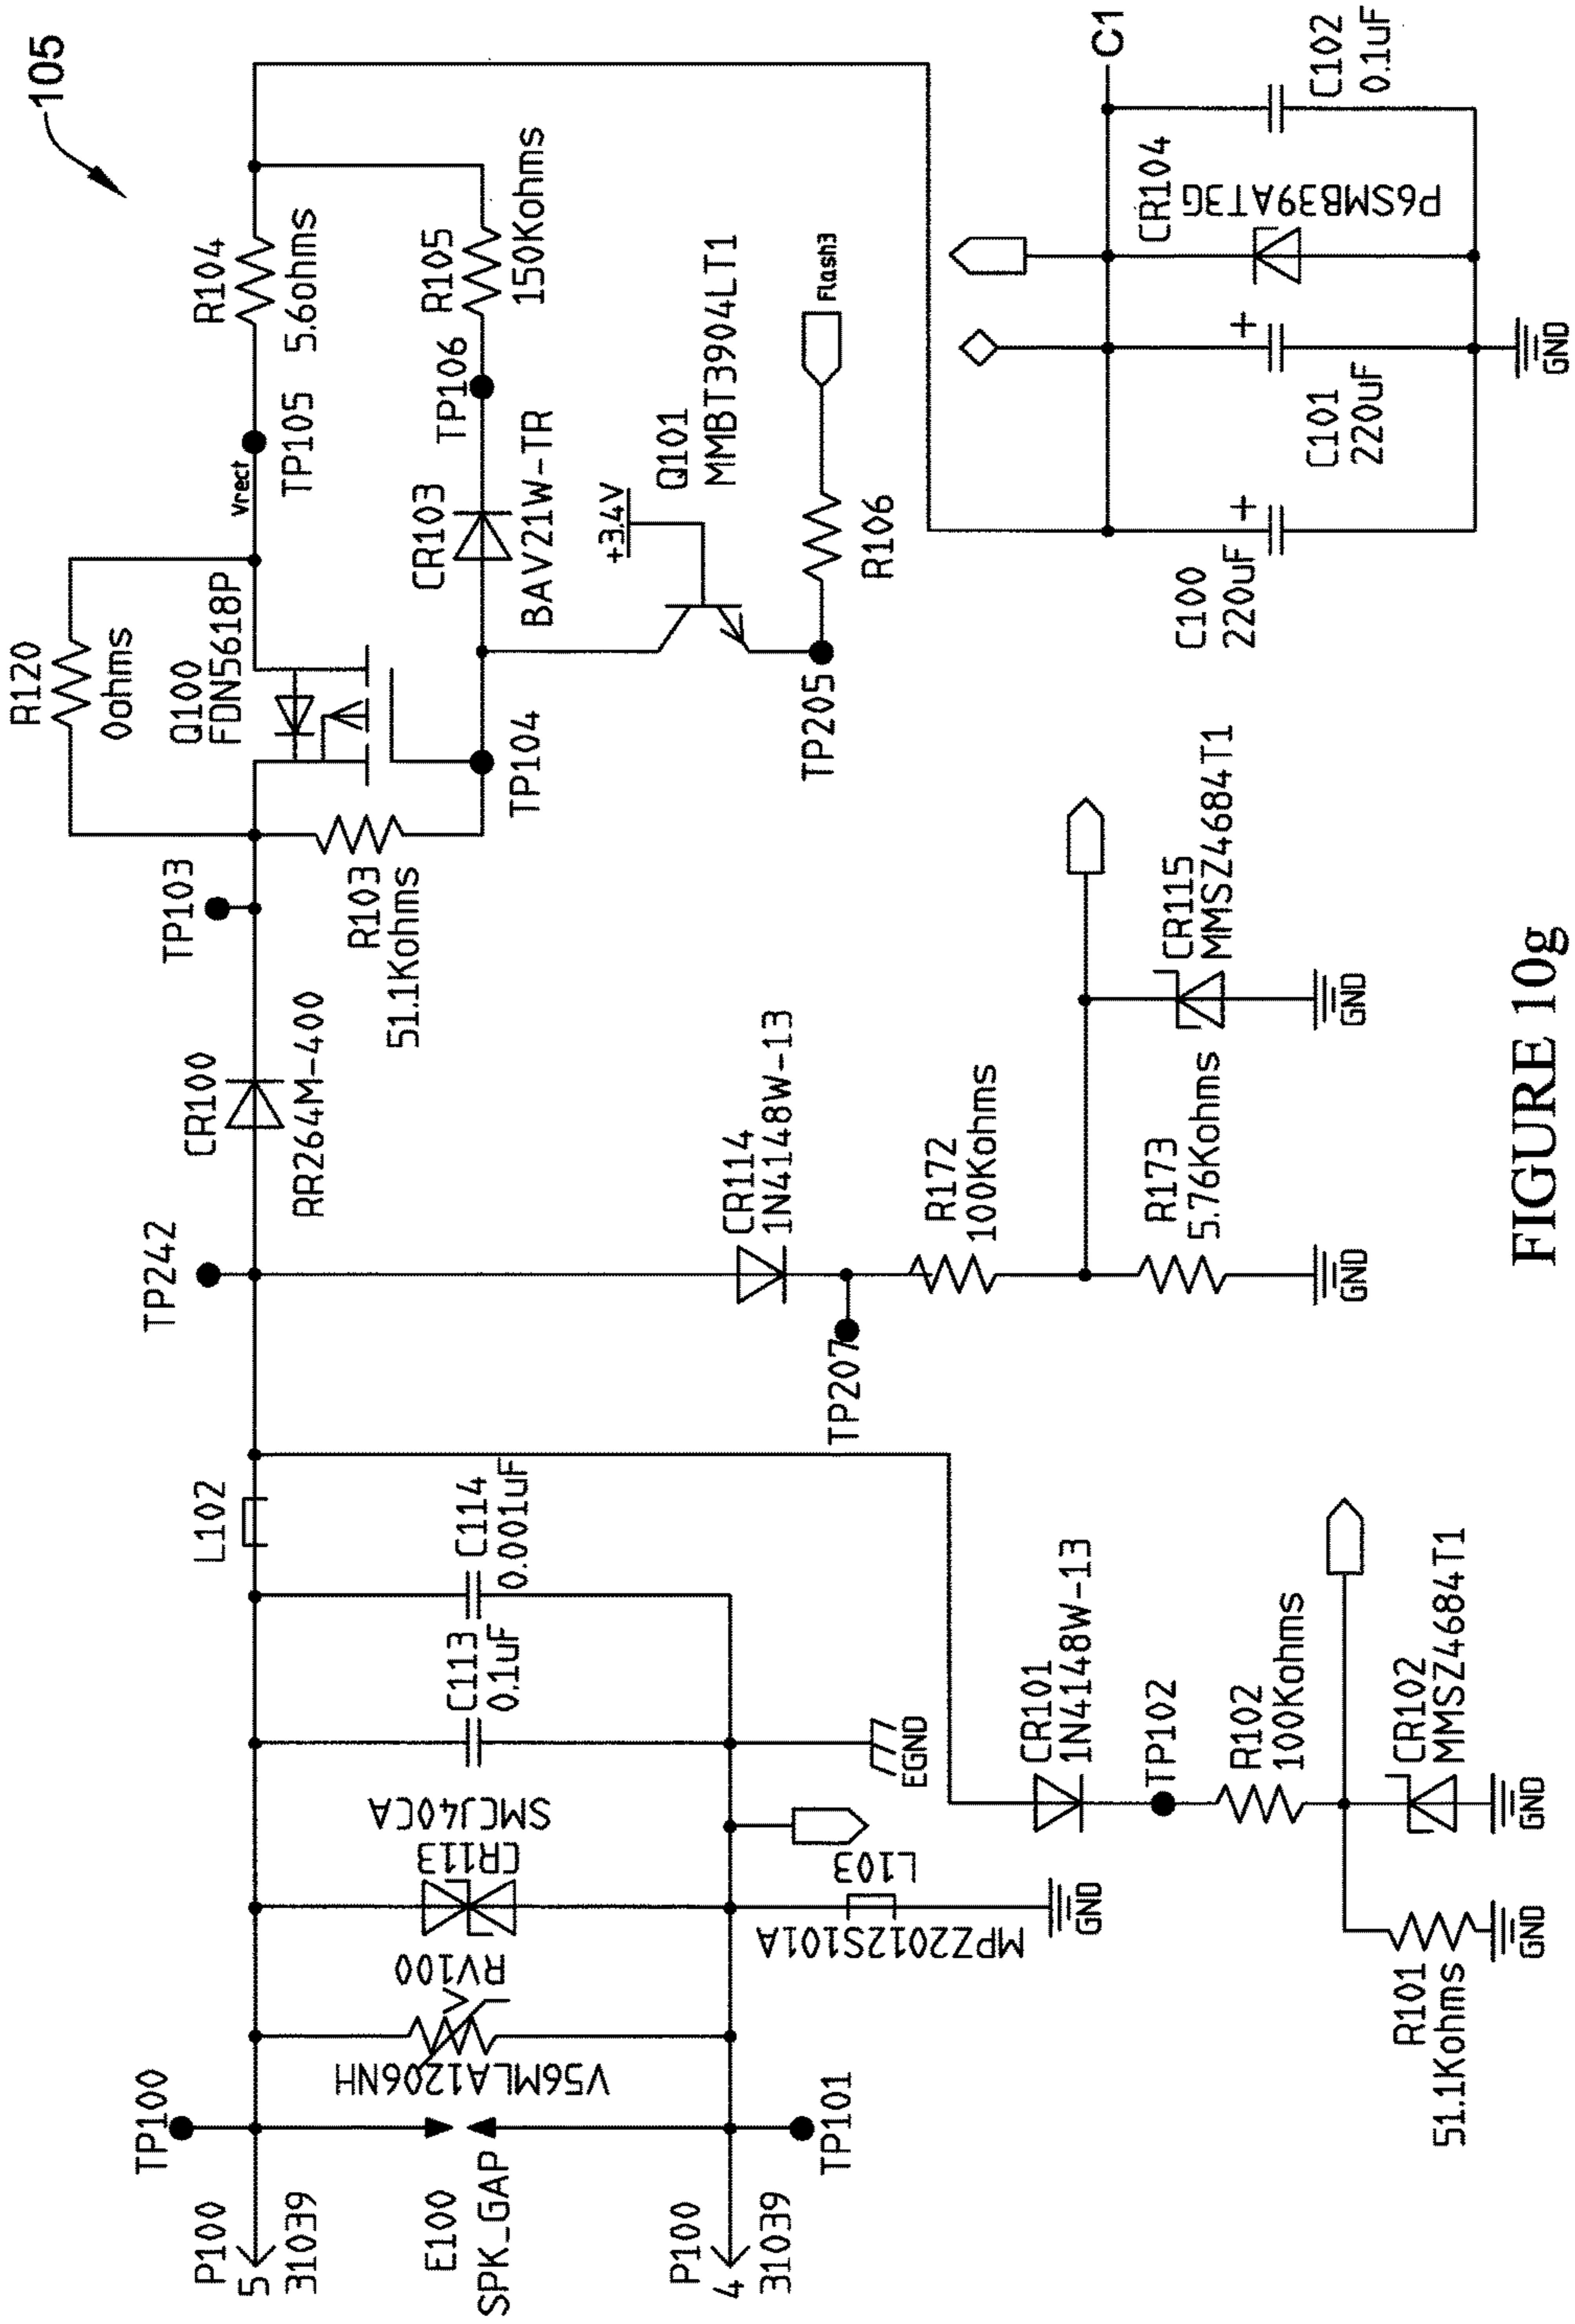 105
P100
5
31039
TP100
E100
SPK_GAP
P100
4
31039
TP101
V56MLA1206NH
RV100
CR113
SMCJ40CA
MPZ2012S101A
L103
GND
EGND
C113
0.1uF
C114
0.001uF
L102
CR101
1N4148W-13
TP102
R102
100Kohms
CR102
MMSZ4684T1
GND
R101
51.1Kohms
GND
TP242
CR114
1N4148W-13
TP207
R172
100Kohms
R173
5.76Kohms
GND
CR115
MMSZ4684T1
GND
CR100
RR264M-400
TP103
R103
51.1Kohms
R120
0ohms
Q100
FDN5618P
TP104
Vrect
TP105
R104
5.6ohms
CR103
BAV21W-TR
TP106
R105
150Kohms
+3.4V
Q101
MMBT3904LT1
TP205
R106
Flash3
C100
220uF
+
C101
220uF
+
CR104
P6SMB39AT3G
C102
0.1uF
C1
GND
FIGURE 10g